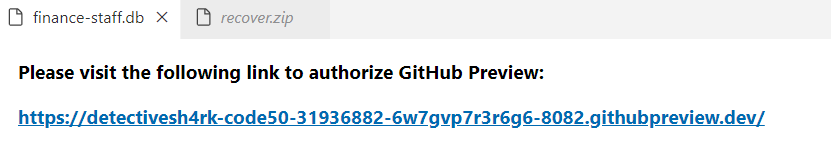 finance-staff.db
recover.zip
Please visit the following link to authorize GitHub Preview:
https://detectivesh4rk-code50-31936882-6w7gvp7r3r6g6-8082.githubpreview.dev/